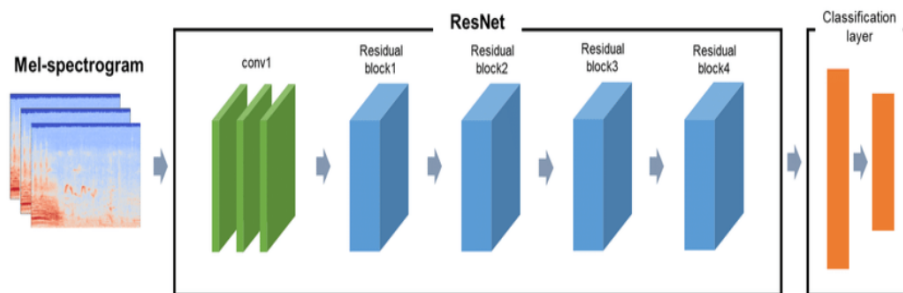 ResNet
Classification
layer
Mel-spectrogram
conv1
Residual
block1
Residual
block2
Residual
block3
Residual
block4